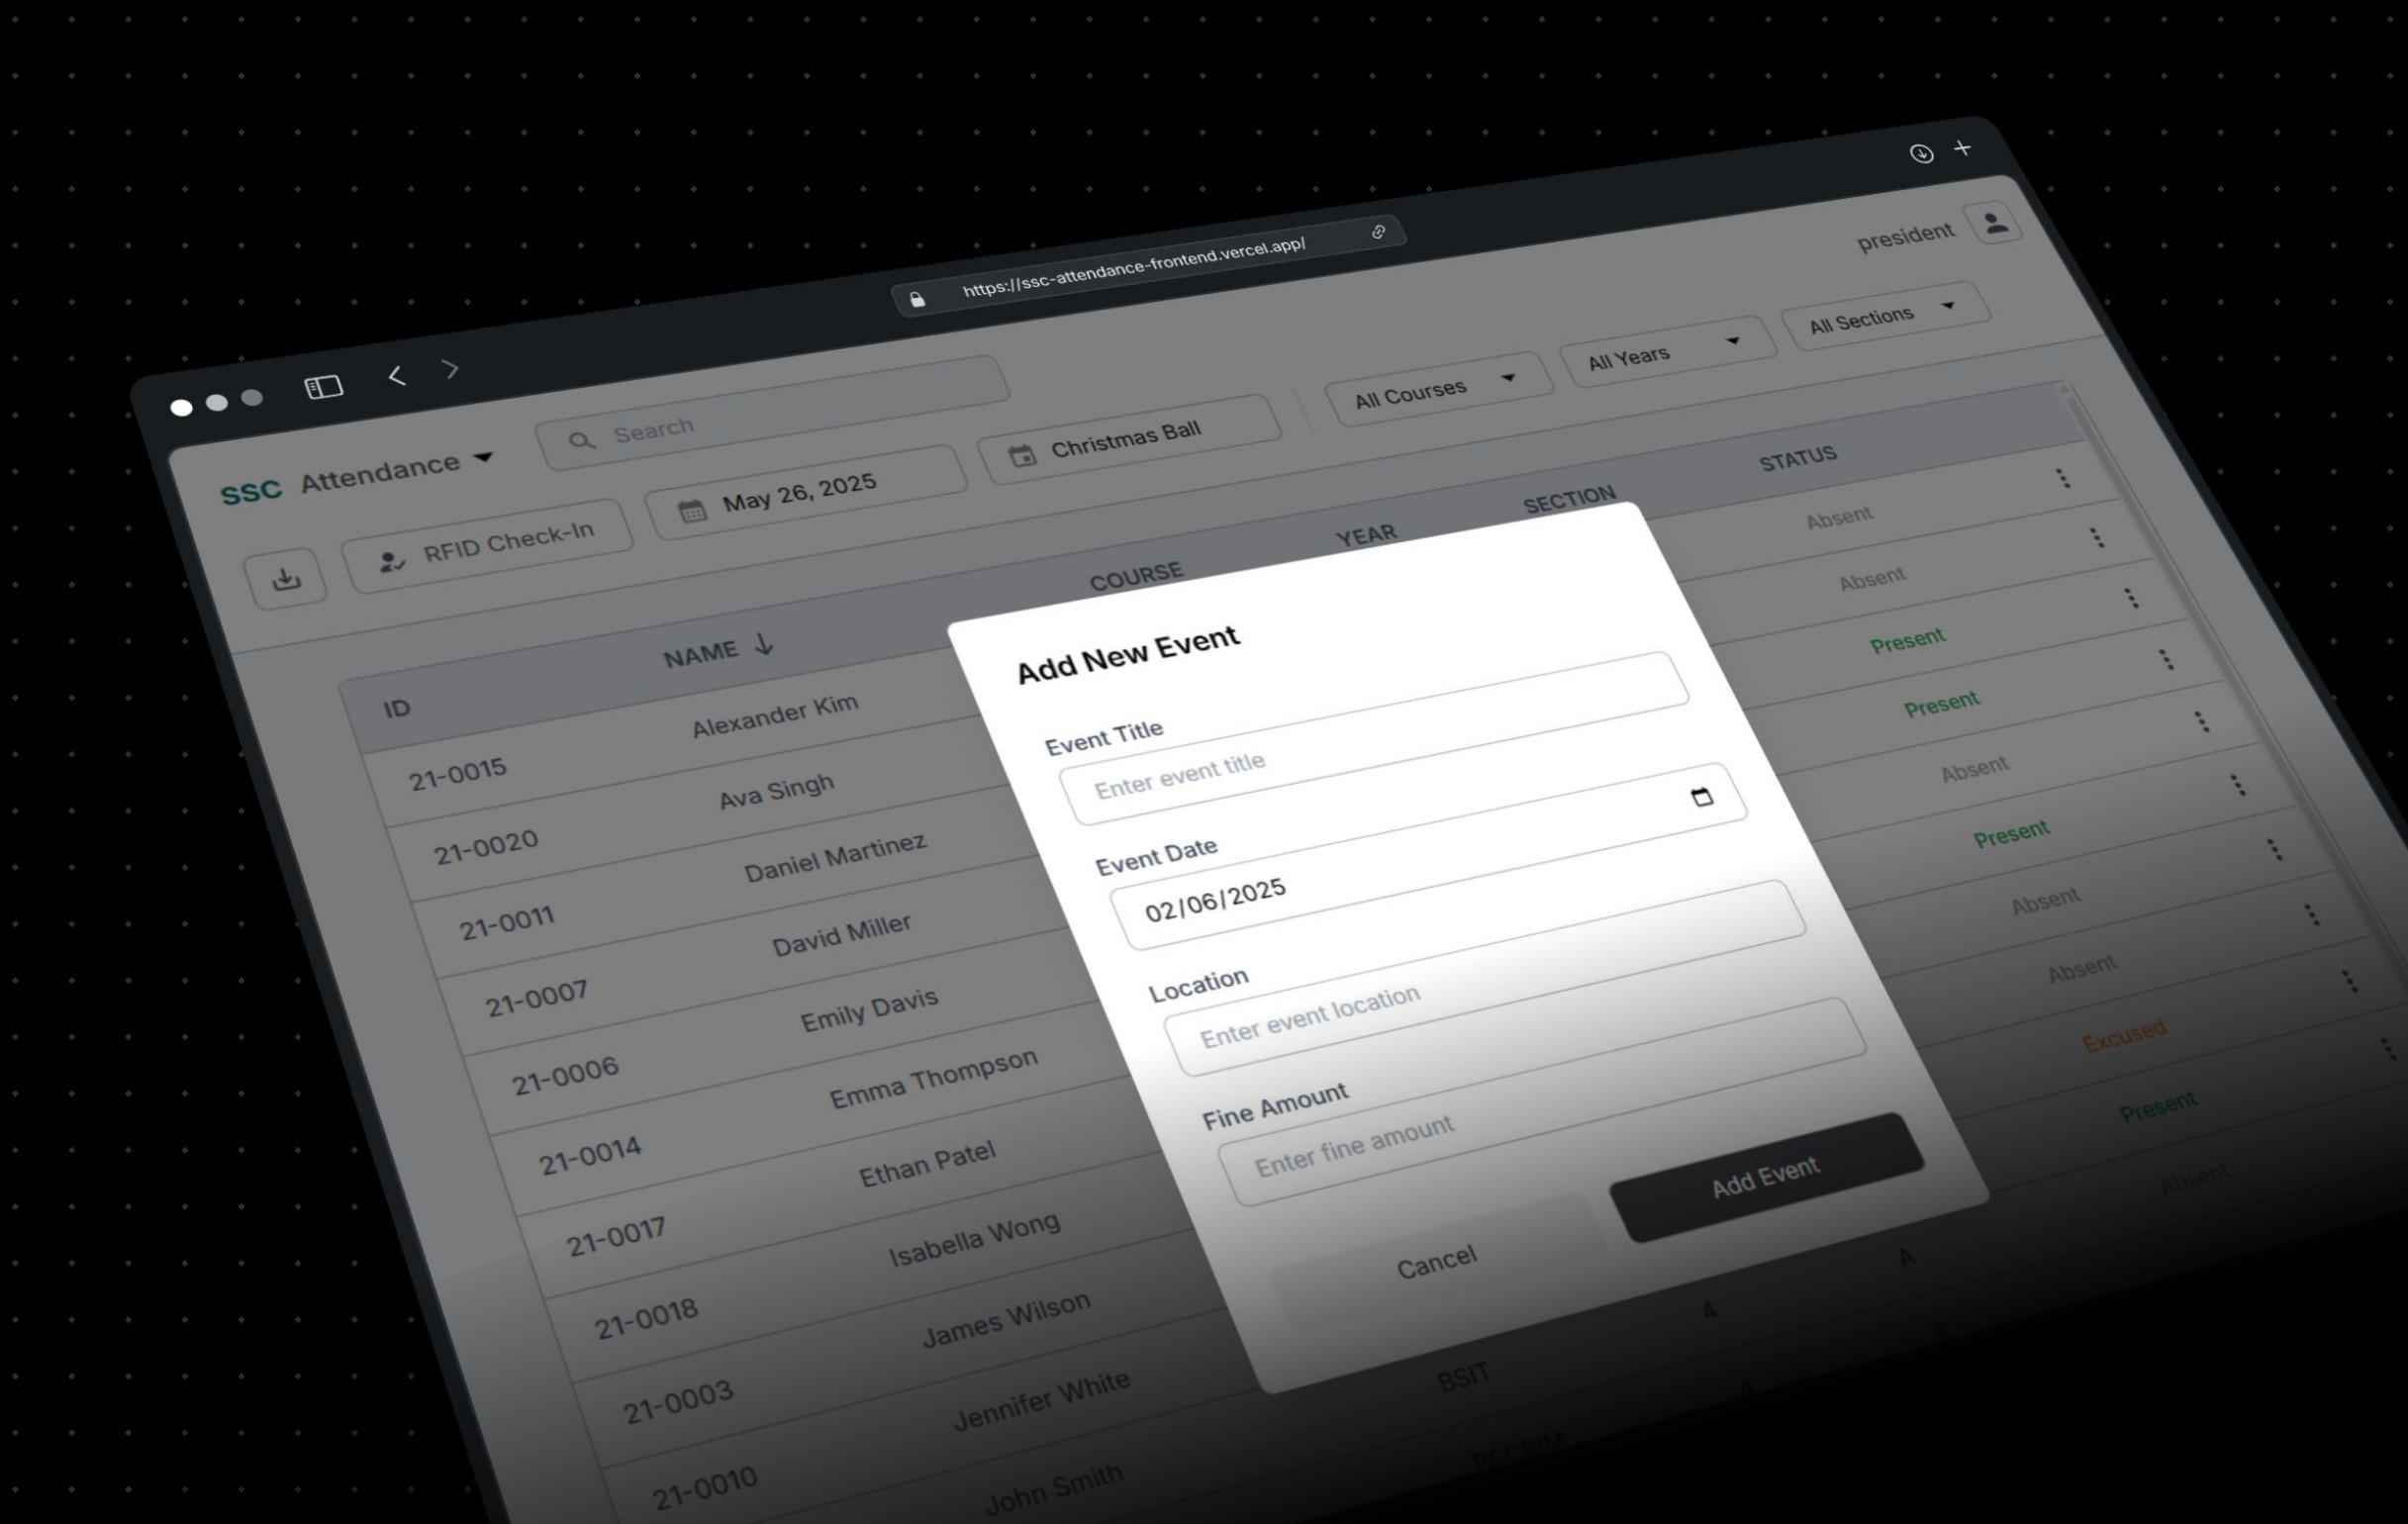 https://ssc-attendance-frontend.vercel.app/
SSC Attendance
Search
president
RFID Check-In
May 26, 2025
Christmas Ball
All Courses
All Years
All Sections
ID NAME COURSE YEAR SECTION STATUS
21-0015 Alexander Kim Absent
21-0020 Ava Singh Absent
21-0011 Daniel Martinez Present
21-0007 David Miller Present
21-0006 Emily Davis Absent
21-0014 Emma Thompson Present
21-0017 Ethan Patel Absent
21-0018 Isabella Wong Absent
21-0003 James Wilson Excused
21-0010 Jennifer White Present
John Smith BSIT 4 A Absent
BSCRIM 4 B
Add New Event
Event Title
Enter event title
Event Date
02/06/2025
Location
Enter event location
Fine Amount
Enter fine amount
Cancel
Add Event